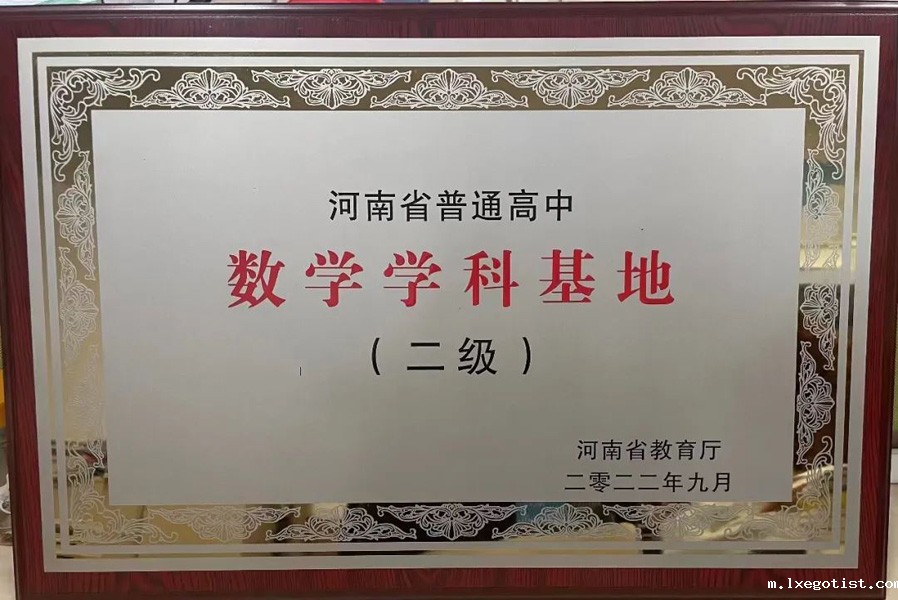 河南省普通高中
数学学科基地
（二级）
河南省教育厅
二零二二年九月
m.lxegotist.com